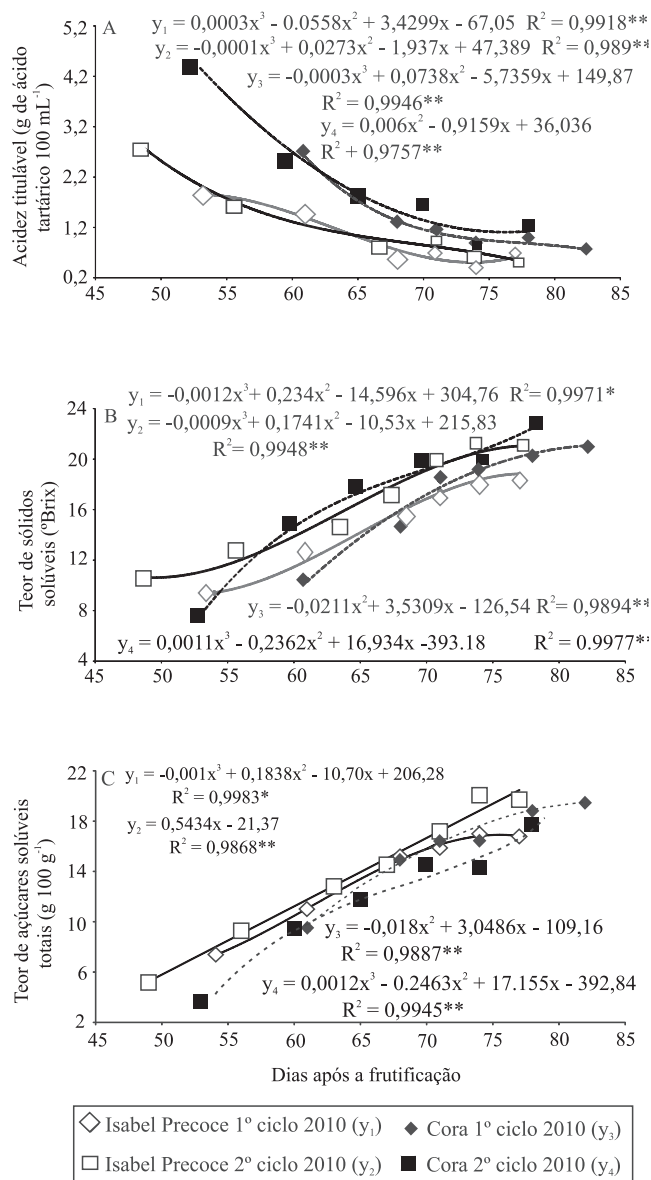 A
y₁ = 0,0003x³ - 0.0558x² + 3,4299x - 67,05 R² = 0,9918**
y₂ = -0,0001x³ + 0,0273x² - 1,937x + 47,389 R² = 0,989**
y₃ = -0,0003x³ + 0,0738x² - 5,7359x + 149,87
R² = 0,9946**
y₄ = 0,006x² - 0,9159x + 36,036
R² + 0,9757**
Acidez titulável (g de ácido
tartárico 100 mL⁻¹
5,2
4,2
3,2
2,2
1,2
0,2
45 50 55 60 65 70 75 80 85
y₁ = -0,0012x³+ 0,234x² - 14,596x + 304,76 R²= 0,9971*
B
y₂ = -0,0009x³+ 0,1741x² - 10,53x + 215,83
R²= 0,9948**
Teor de sólidos
solúveis (ºBrix)
24
20
16
12
8
4
y₃ = -0,0211x²+ 3,5309x - 126,54 R²= 0,9894**
y₄ = 0,0011x³ - 0,2362x² + 16,934x -393.18 R² = 0.9977**
45 50 55 60 65 70 75 80 85
C
y₁ = -0,001x³ + 0,1838x² - 10,70x + 206,28
R² = 0,9983*
y₂ = 0,5434x - 21,37
R² = 0,9868**
Teor de açúcares solúveis
totais (g 100 g⁻¹)
22
18
14
10
6
2
y₃ = -0,018x² + 3,0486x - 109,16
R² = 0,9887**
y₄ = 0,0012x³ - 0.2463x² + 17.155x - 392,84
R² = 0,9945**
45 50 55 60 65 70 75 80 85
Dias após a frutificação
Isabel Precoce 1º ciclo 2010 (y₁) Cora 1º ciclo 2010 (y₃)
Isabel Precoce 2º ciclo 2010 (y₂) Cora 2º ciclo 2010 (y₄)